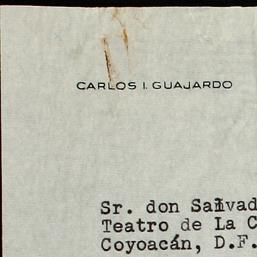 CARLOS I. GUAJARDO
Sr. don Salvad
Teatro de La C
Coyoacán, D.F.